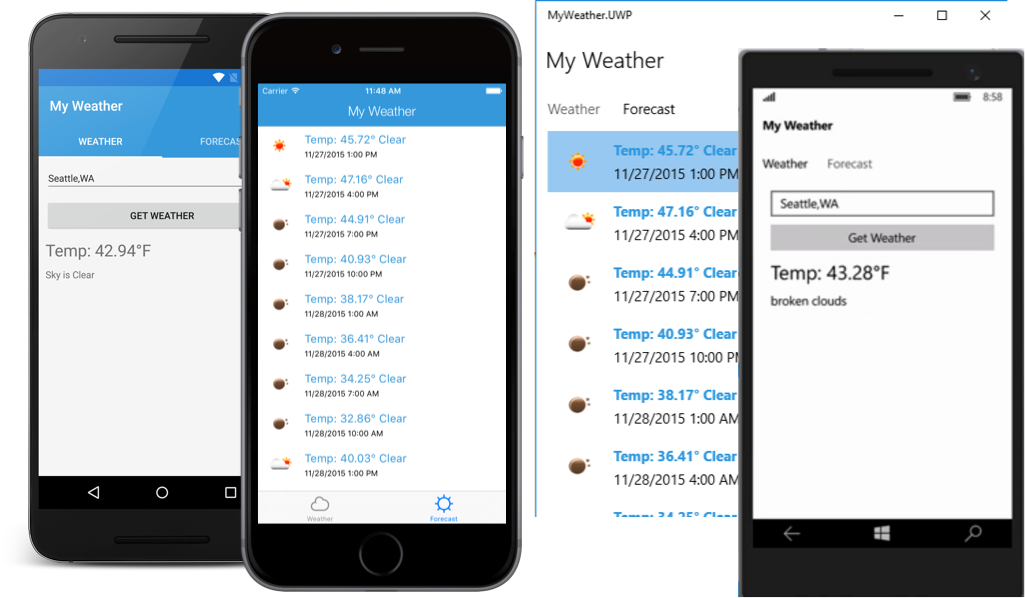 My Weather
WEATHER
FORECAS
Seattle,WA
GET WEATHER
Temp: 42.94°F
Sky is Clear
Carrier
11:48 AM
My Weather
Temp: 45.72° Clear
11/27/2015 1:00 PM
Temp: 47.16° Clear
11/27/2015 4:00 PM
Temp: 44.91° Clear
11/27/2015 7:00 PM
Temp: 40.93° Clear
11/27/2015 10:00 PM
Temp: 38.17° Clear
11/28/2015 1:00 AM
Temp: 36.41° Clear
11/28/2015 4:00 AM
Temp: 34.25° Clear
11/28/2015 7:00 AM
Temp: 32.86° Clear
11/28/2015 10:00 AM
Temp: 40.03° Clear
11/28/2015 1:00 PM
Weather
Forecast
MyWeather.UWP
My Weather
Weather Forecast
Temp: 45.72° Clear
11/27/2015 1:00 PM
Temp: 47.16° Clear
11/27/2015 4:00 PM
Temp: 44.91° Clear
11/27/2015 7:00 PM
Temp: 40.93° Clear
11/27/2015 10:00 PM
Temp: 38.17° Clear
11/28/2015 1:00 AM
Temp: 36.41° Clear
11/28/2015 4:00 AM
Temp: 34.25° Clear
8:58
My Weather
Weather Forecast
Seattle,WA
Get Weather
Temp: 43.28°F
broken clouds